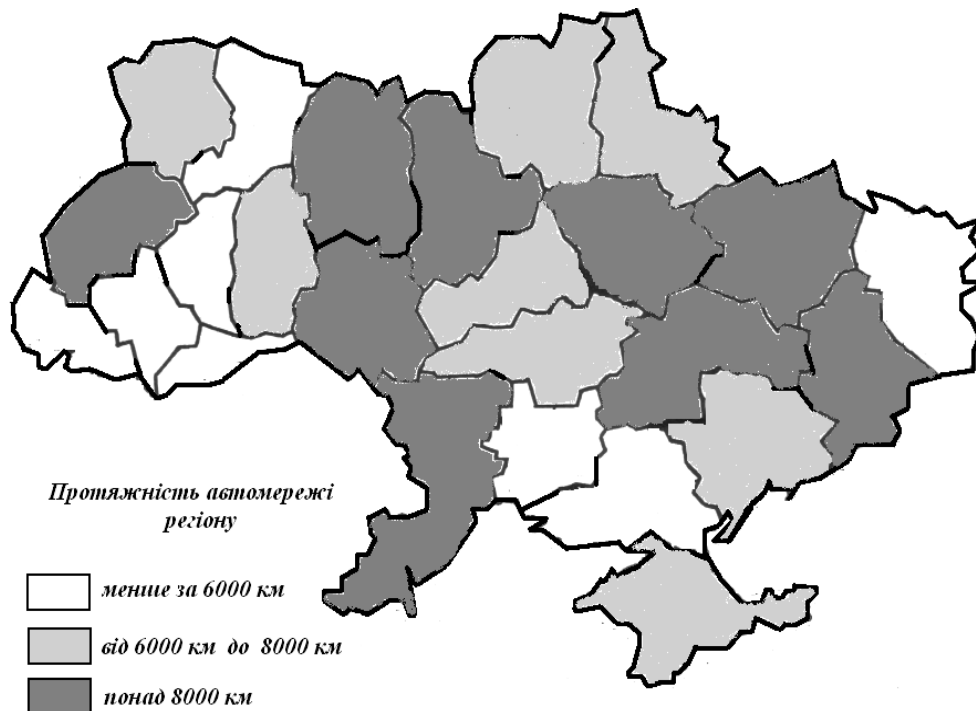 Протяжність автомережі
регіону
менше за 6000 км
від 6000 км до 8000 км
понад 8000 км